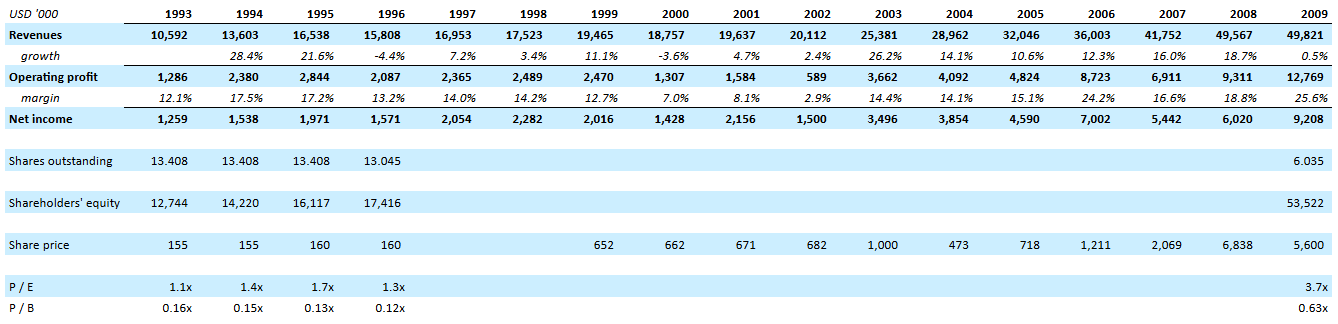 USD '000 1993 1994 1995 1996 1997 1998 1999 2000 2001 2002 2003 2004 2005 2006 2007 2008 2009
Revenues 10,592 13,603 16,538 15,808 16,953 17,523 19,465 18,757 19,637 20,112 25,381 28,962 32,046 36,003 41,752 49,567 49,821
growth 28.4% 21.6% -4.4% 7.2% 3.4% 11.1% -3.6% 4.7% 2.4% 26.2% 14.1% 10.6% 12.3% 16.0% 18.7% 0.5%
Operating profit 1,286 2,380 2,844 2,087 2,365 2,489 2,470 1,307 1,584 589 3,662 4,092 4,824 8,723 6,911 9,311 12,769
margin 12.1% 17.5% 17.2% 13.2% 14.0% 14.2% 12.7% 7.0% 8.1% 2.9% 14.4% 14.1% 15.1% 24.2% 16.6% 18.8% 25.6%
Net income 1,259 1,538 1,971 1,571 2,054 2,282 2,016 1,428 2,156 1,500 3,496 3,854 4,590 7,002 5,442 6,020 9,208
Shares outstanding 13.408 13.408 13.408 13.045 6.035
Shareholders' equity 12,744 14,220 16,117 17,416 53,522
Share price 155 155 160 160 652 662 671 682 1,000 473 718 1,211 2,069 6,838 5,600
P / E 1.1x 1.4x 1.7x 1.3x 3.7x
P / B 0.16x 0.15x 0.13x 0.12x 0.63x